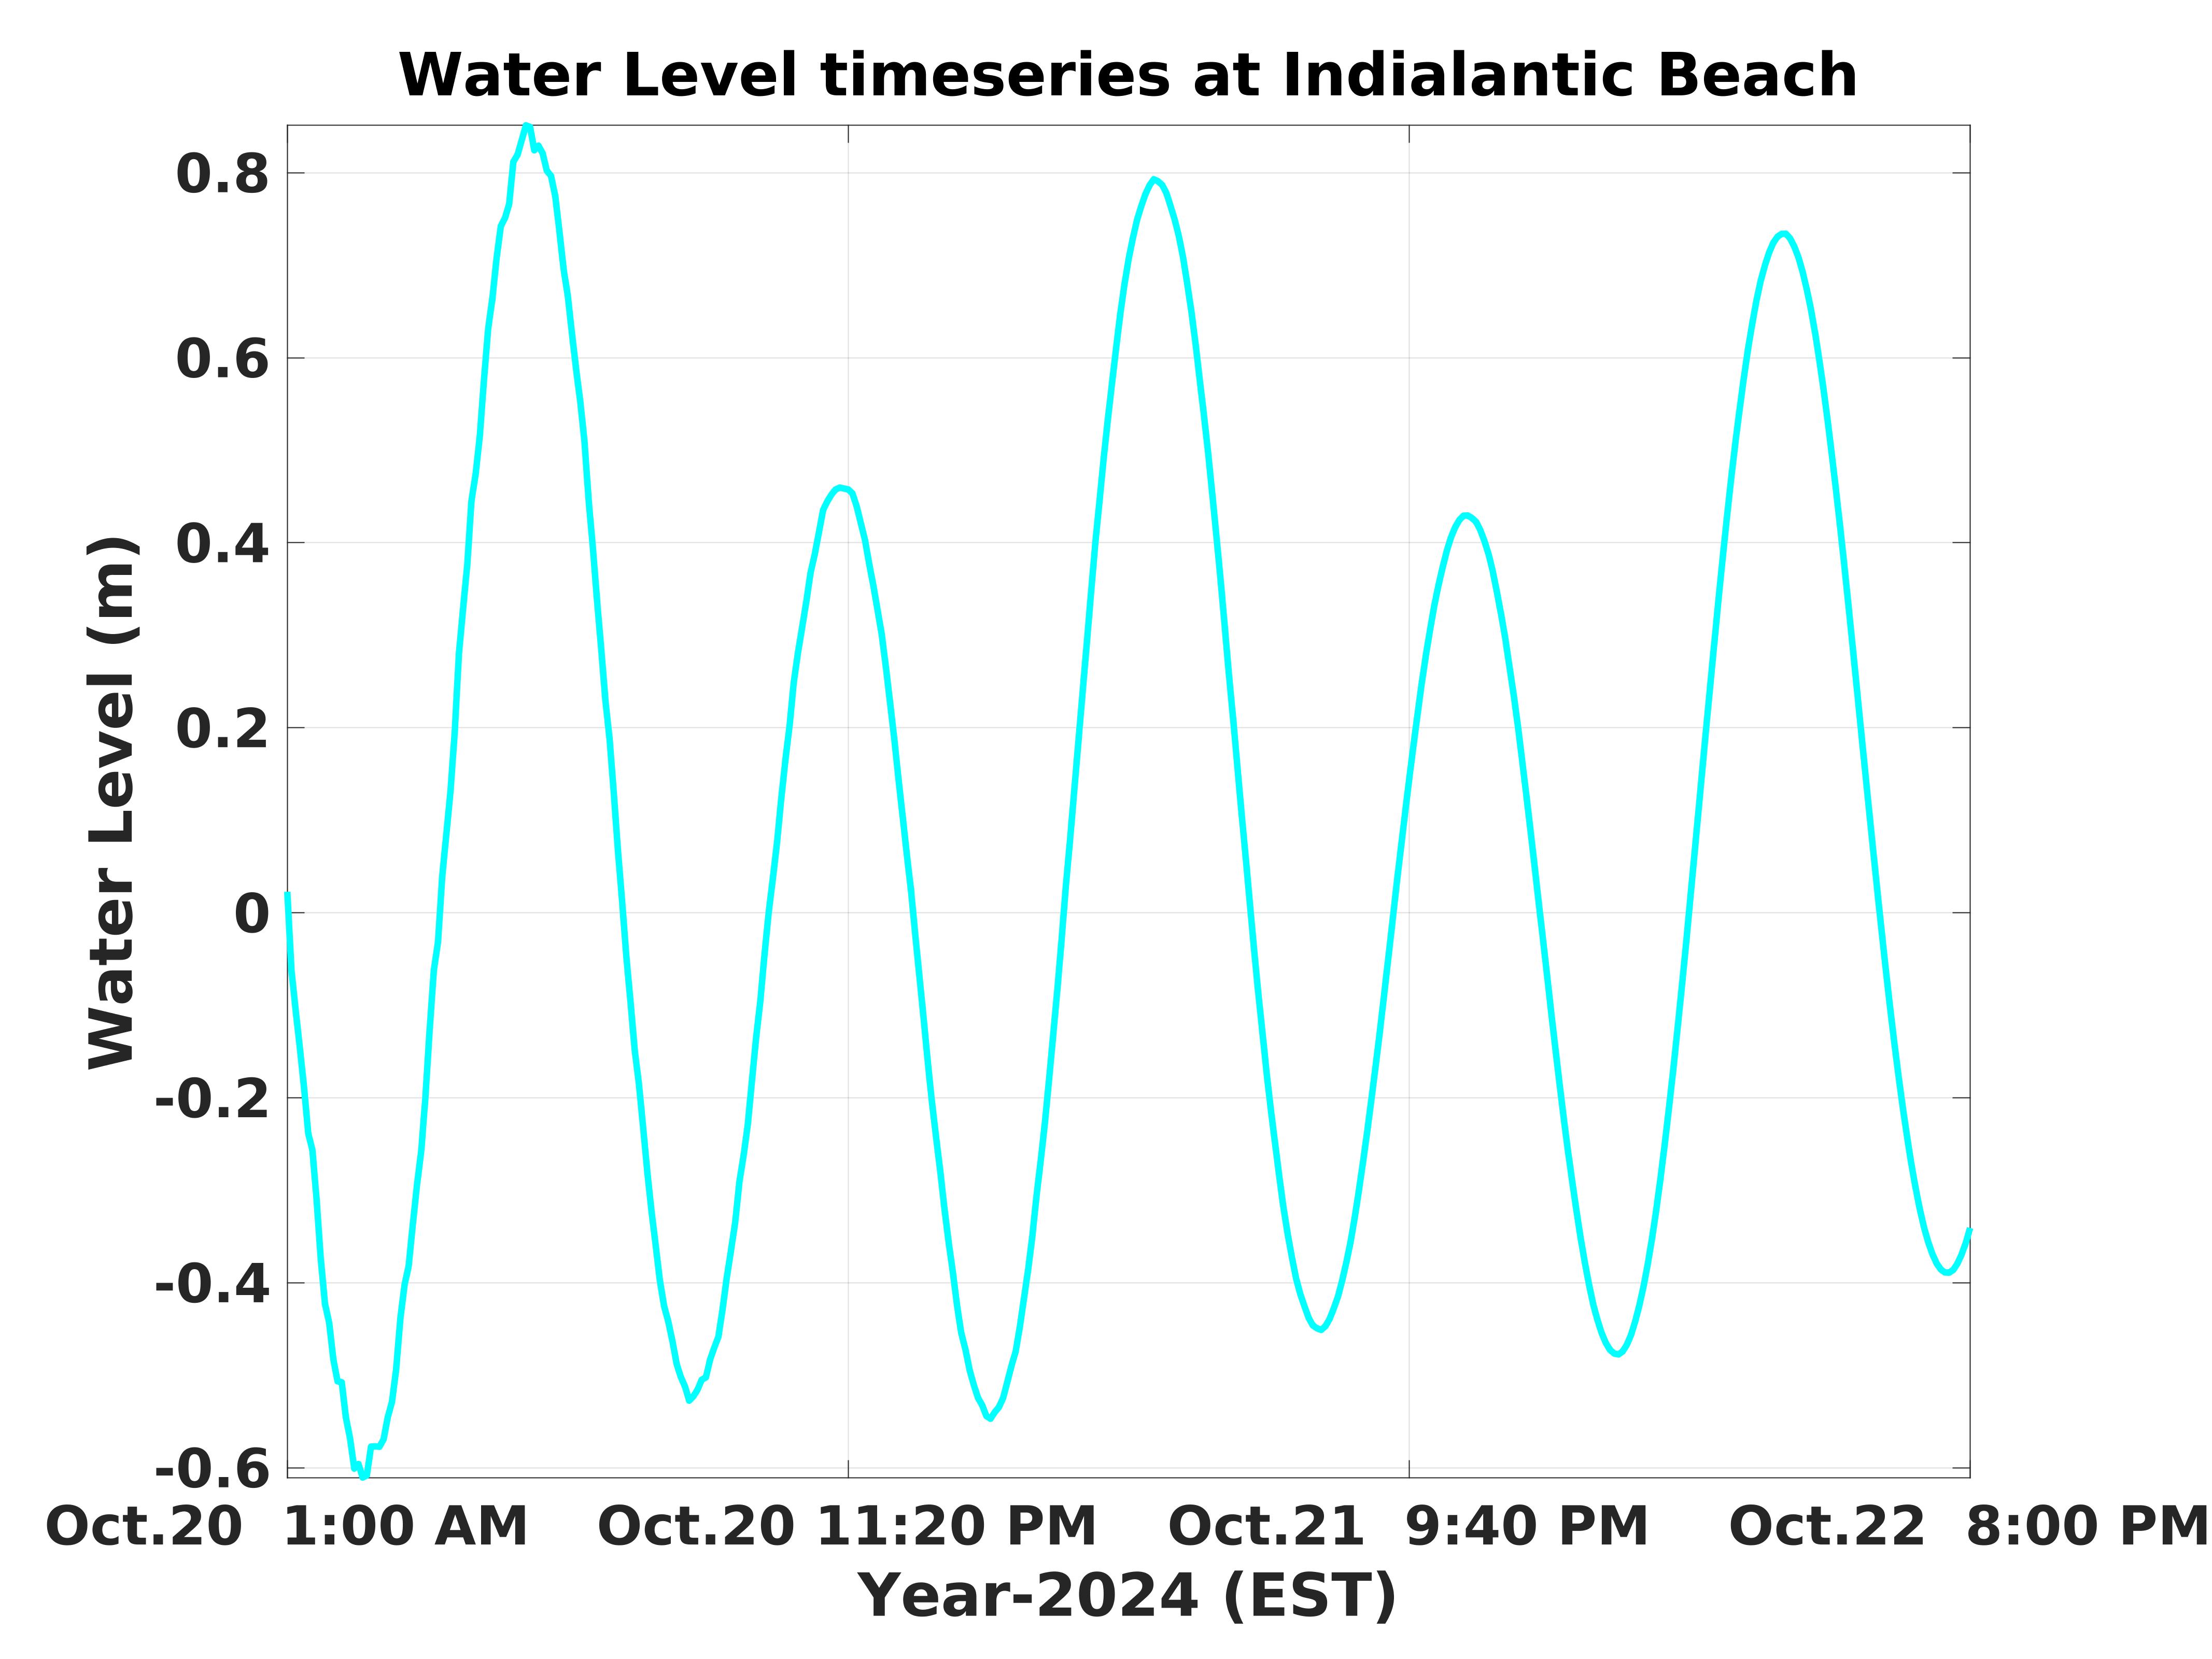 Water Level timeseries at Indialantic Beach
Water Level (m)
0.8
0.6
0.4
0.2
0
-0.2
-0.4
-0.6
Oct.20 1:00 AM Oct.20 11:20 PM Oct.21 9:40 PM Oct.22 8:00 PM
Year-2024 (EST)